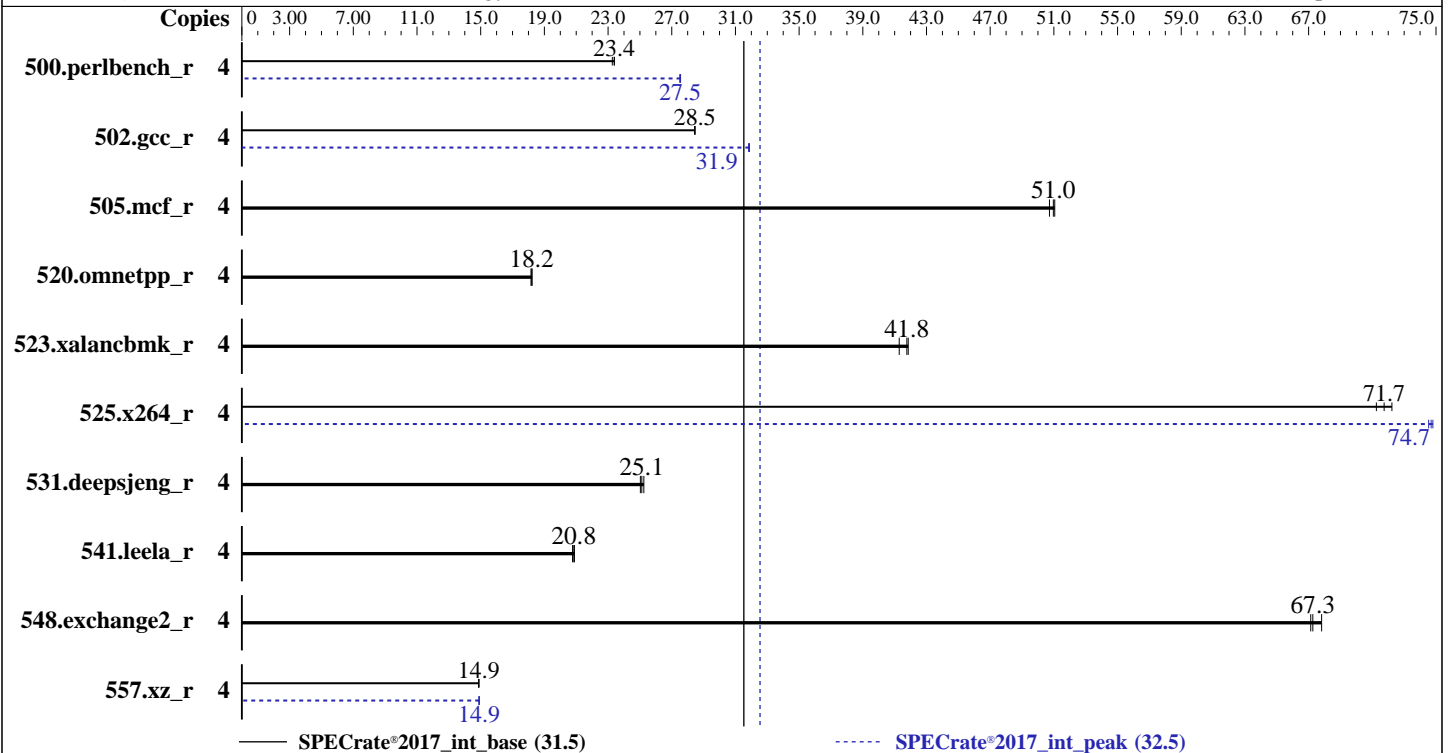 Copies 0 3.00 7.00 11.0 15.0 19.0 23.0 27.0 31.0 35.0 39.0 43.0 47.0 51.0 55.0 59.0 63.0 67.0 75.0
23.4
500.perlbench_r 4
27.5
28.5
502.gcc_r 4
31.9
51.0
505.mcf_r 4
18.2
520.omnetpp_r 4
41.8
523.xalancbmk_r 4
71.7
525.x264_r 4
74.7
25.1
531.deepsjeng_r 4
20.8
541.leela_r 4
67.3
548.exchange2_r 4
14.9
557.xz_r 4
14.9
SPECrate®2017_int_base (31.5) SPECrate®2017_int_peak (32.5)